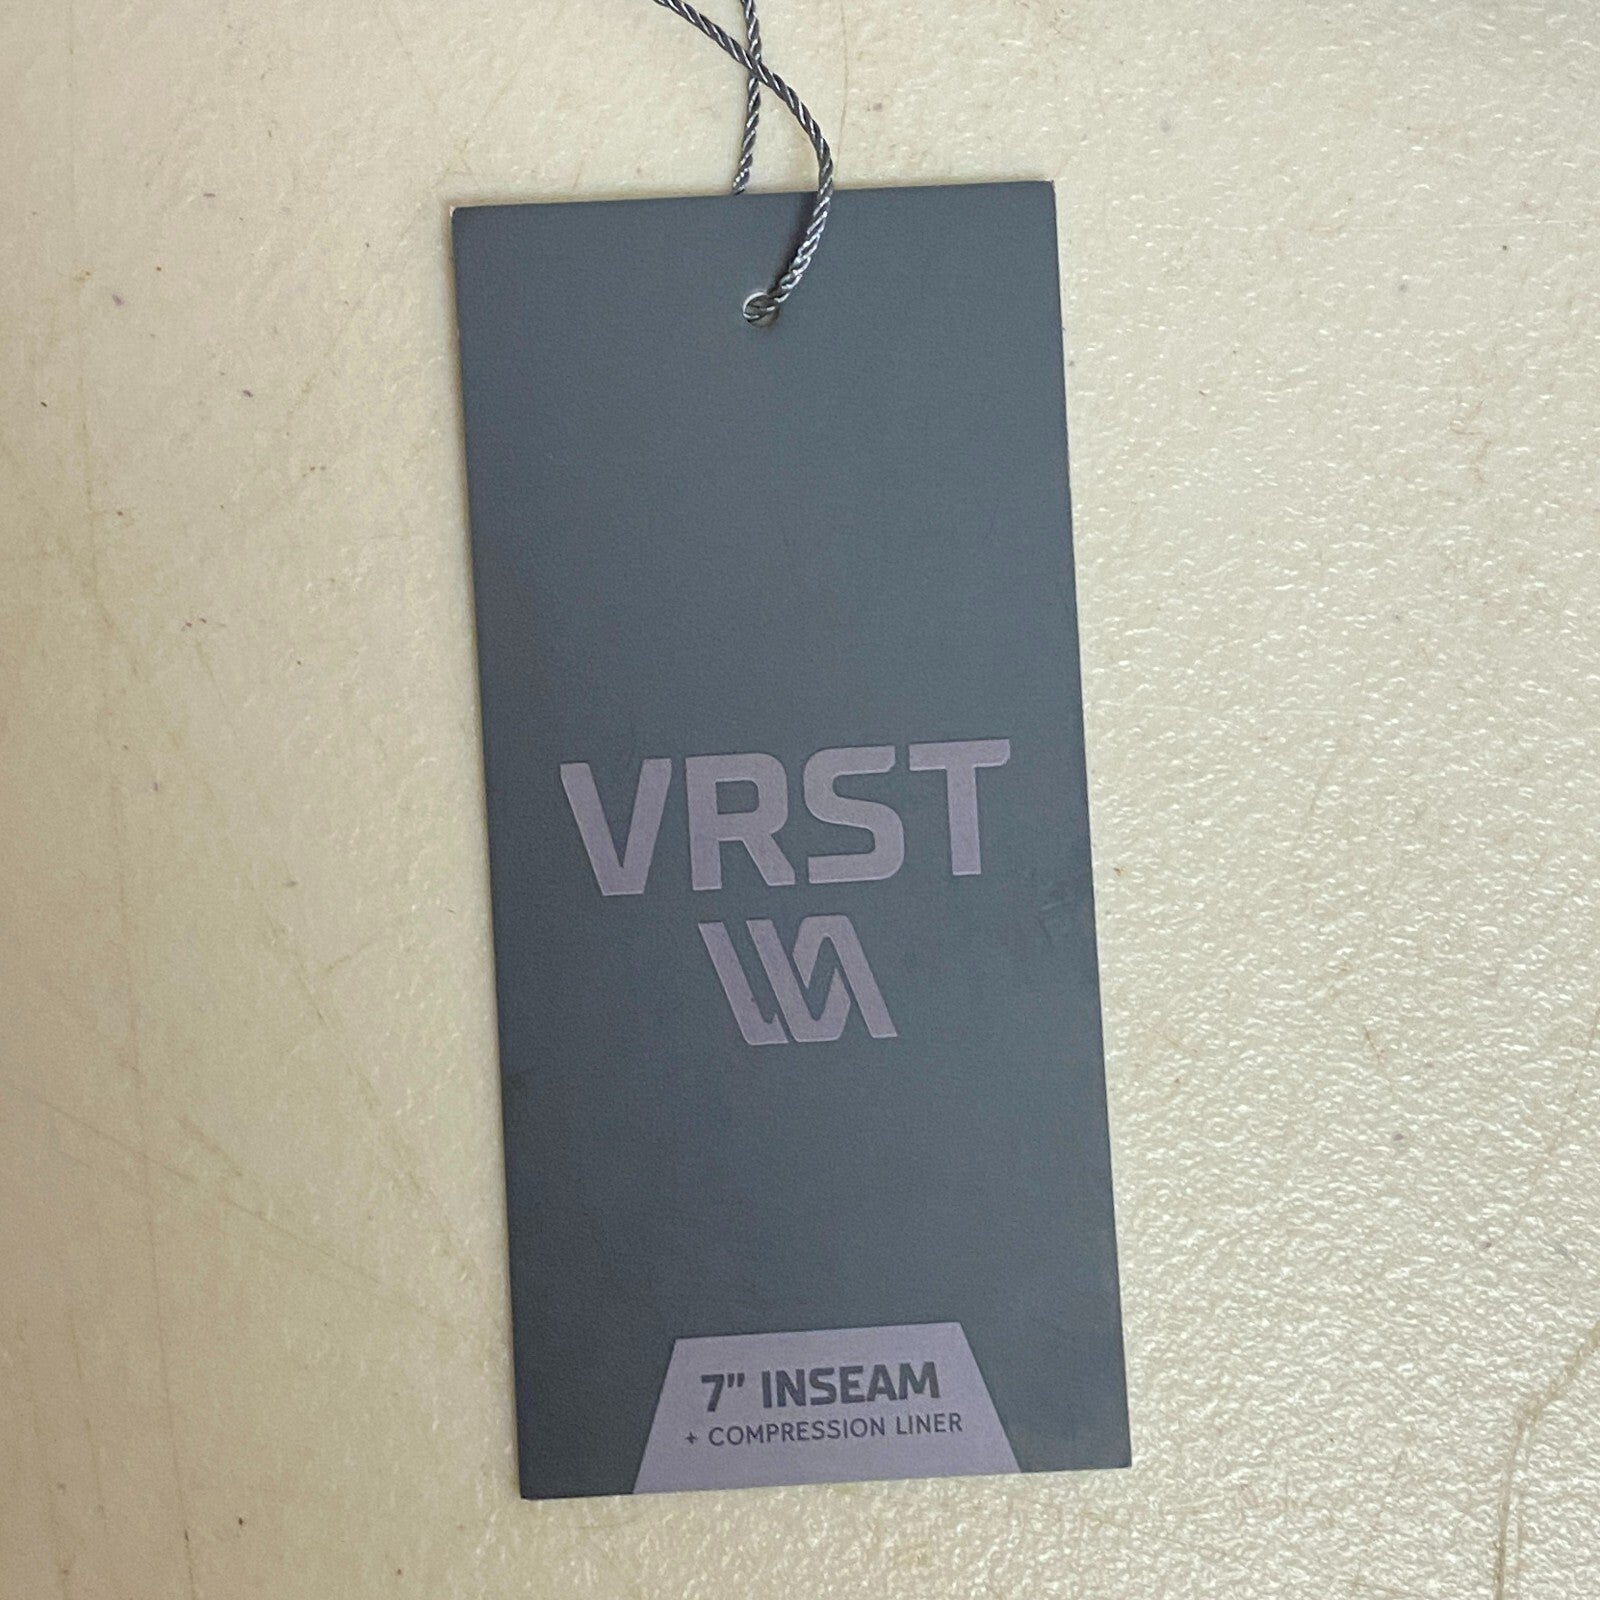 VRST
7" INSEAM
+ COMPRESSION LINER